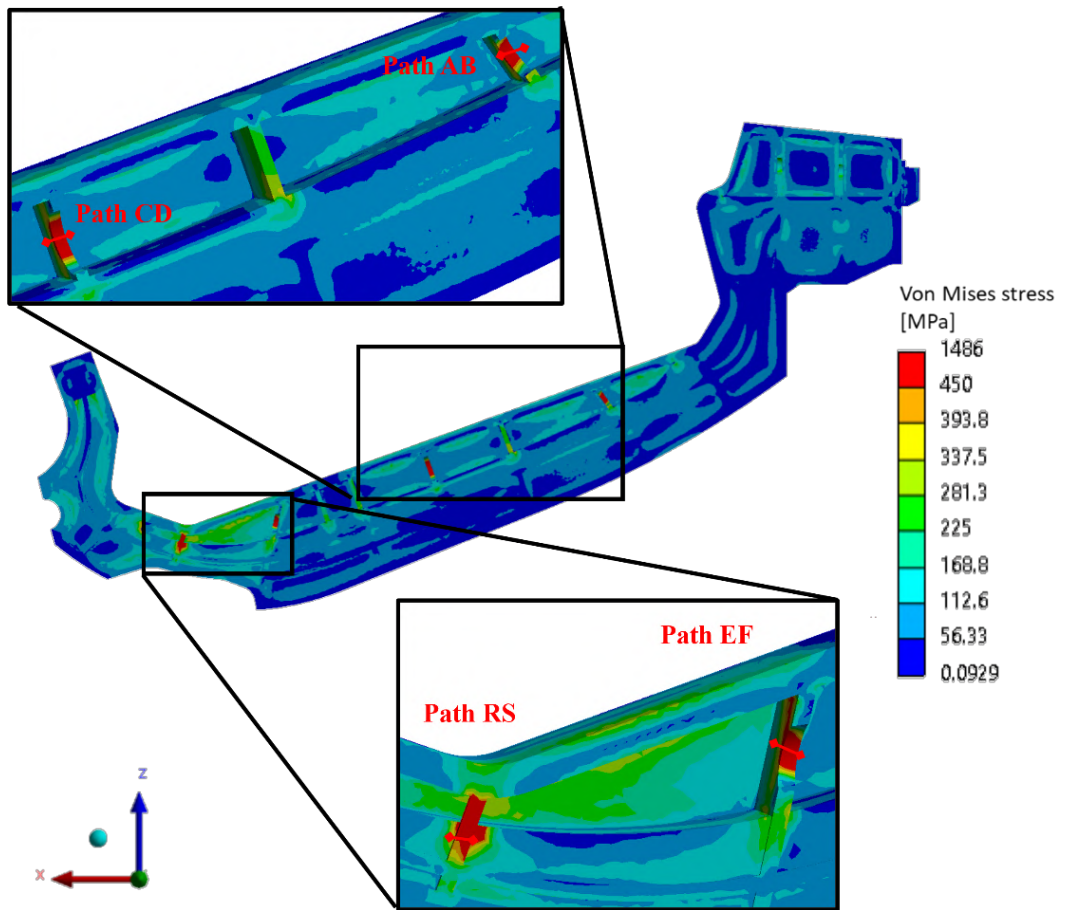 Path AB
Path CD
Von Mises stress
[MPa]
1486
450
393.8
337.5
281.3
225
168.8
112.6
56.33
0.0929
Path EF
Path RS
z
x